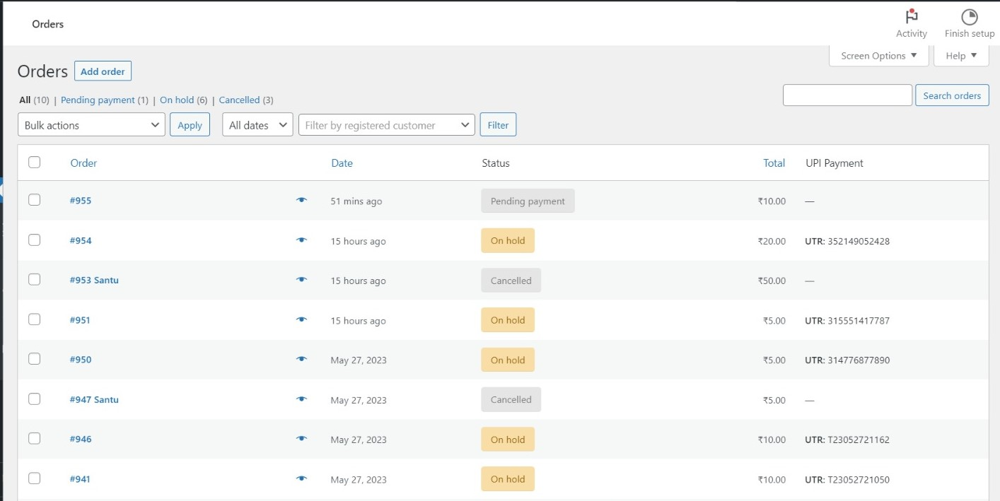 Orders
Activity
Finish setup
Screen Options
Help
Orders
Add order
All (10) | Pending payment (1) | On hold (6) | Cancelled (3)
Search orders
Bulk actions
Apply
All dates
Filter by registered customer
Filter
Order Date Status Total UPI Payment
#955 51 mins ago Pending payment ₹10.00 —
#954 15 hours ago On hold ₹20.00 UTR: 352149052428
#953 Santu 15 hours ago Cancelled ₹50.00 —
#951 15 hours ago On hold ₹5.00 UTR: 315551417787
#950 May 27, 2023 On hold ₹5.00 UTR: 314776877890
#947 Santu May 27, 2023 Cancelled ₹5.00 —
#946 May 27, 2023 On hold ₹10.00 UTR: T23052721162
#941 May 27, 2023 On hold ₹10.00 UTR: T23052721050